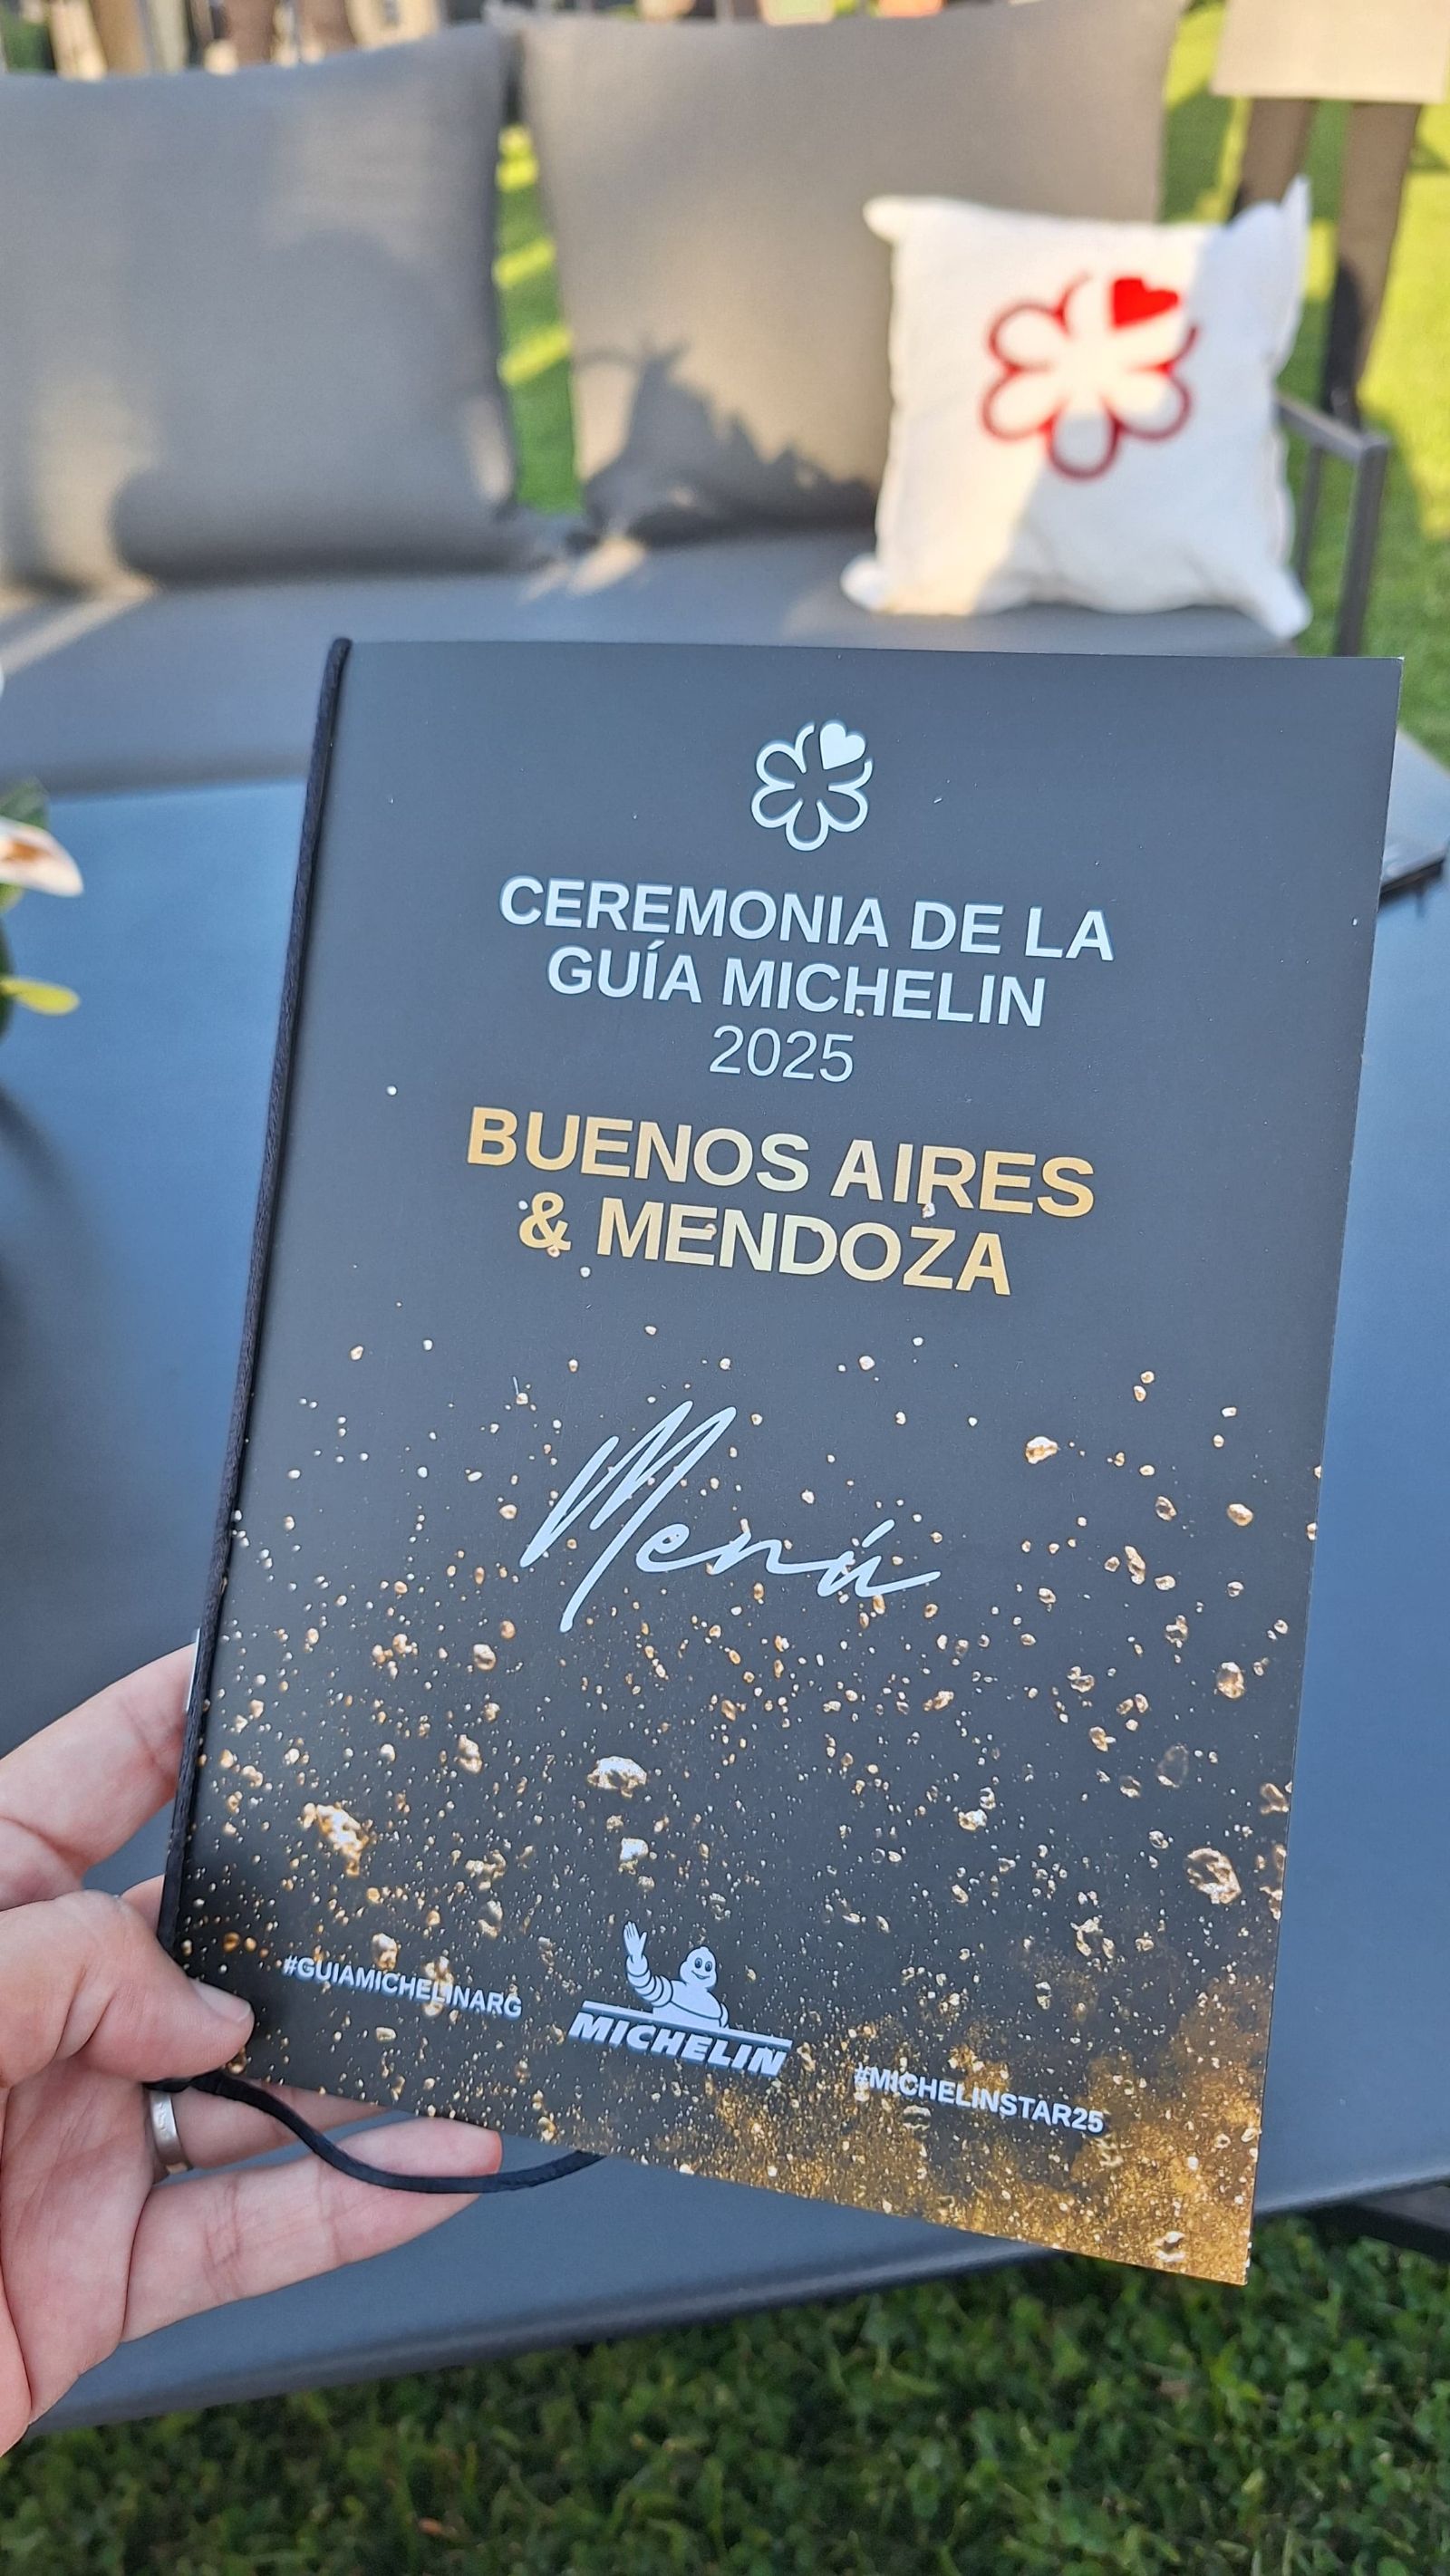 CEREMONIA DE LA
GUÍA MICHELIN
2025
BUENOS AIRES
& MENDOZA
Menú
#GUIAMICHELINARG
MICHELIN
#MICHELINSTAR25